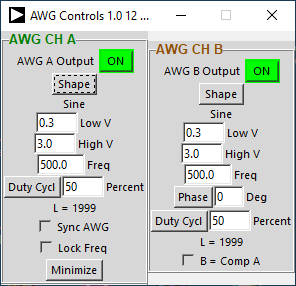 AWG Controls 1.0 12 ...
AWG CH A
AWG A Output ON
Shape
Sine
0.3 Low V
3.0 High V
500.0 Freq
Duty Cycl 50 Percent
L = 1999
Sync AWG
Lock Freq
Minimize
AWG CH B
AWG B Output ON
Shape
Sine
0.3 Low V
3.0 High V
500.0 Freq
Phase 0 Deg
Duty Cycl 50 Percent
L = 1999
B = Comp A